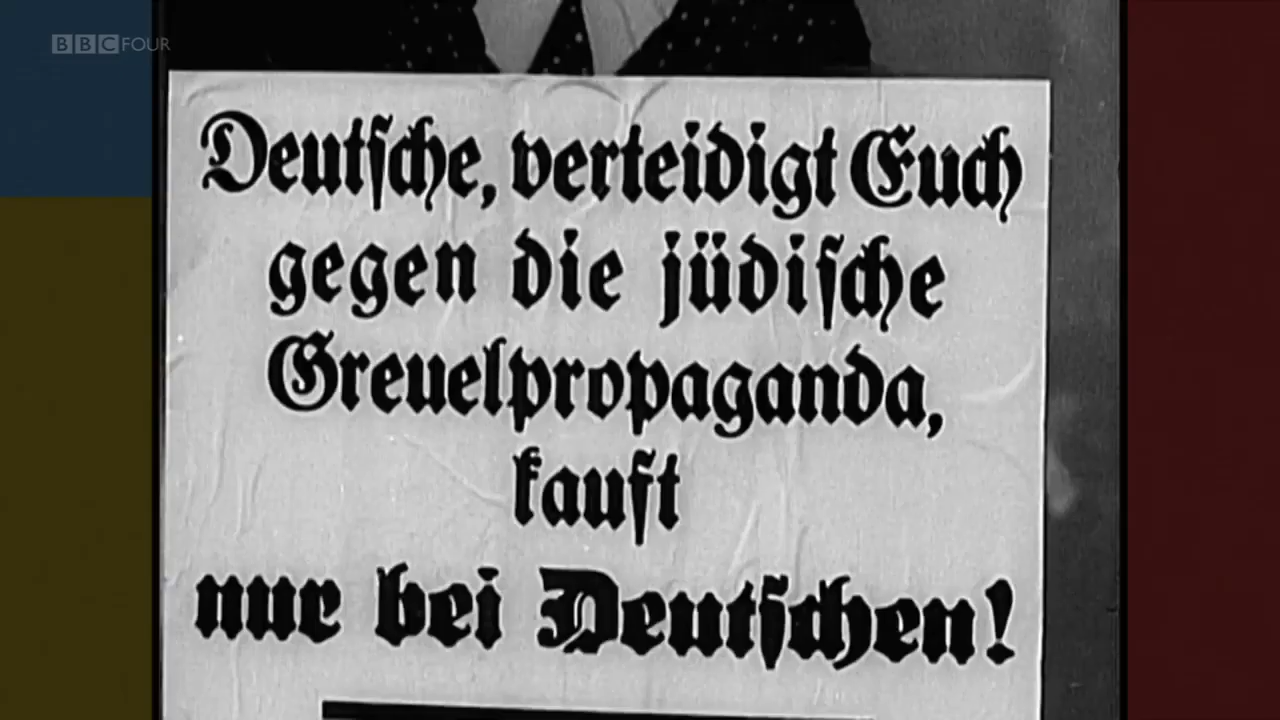 BBC FOUR
Deutſche, verteidigt Euch
gegen die jüdiſche
Greuelpropaganda,
kauft
nur bei Deutſchen!